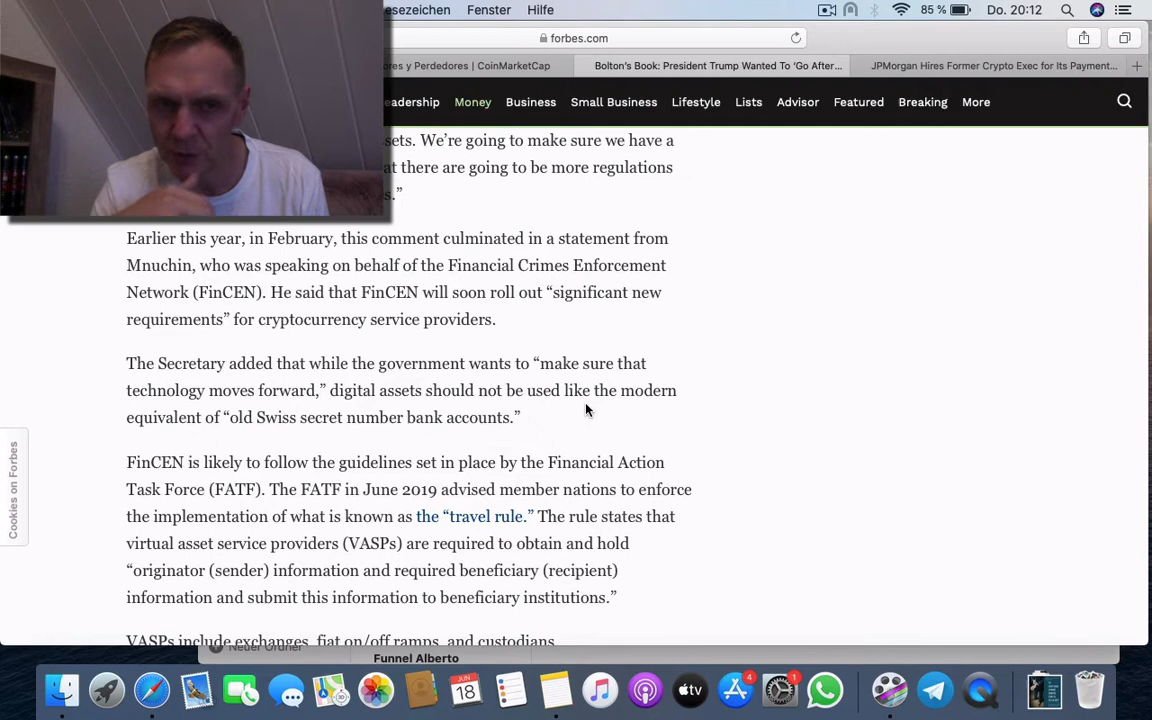 esezeichen Fenster Hilfe 85 % Do. 20:12
forbes.com
ores y Perdedores | CoinMarketCap
Bolton's Book: President Trump Wanted To 'Go After...
JPMorgan Hires Former Crypto Exec for Its Payment...
eadership Money Business Small Business Lifestyle Lists Advisor Featured Breaking More
sets. We're going to make sure we have a
at there are going to be more regulations
s.”
Earlier this year, in February, this comment culminated in a statement from
Mnuchin, who was speaking on behalf of the Financial Crimes Enforcement
Network (FinCEN). He said that FinCEN will soon roll out “significant new
requirements” for cryptocurrency service providers.
The Secretary added that while the government wants to “make sure that
technology moves forward,” digital assets should not be used like the modern
equivalent of “old Swiss secret number bank accounts.”
FinCEN is likely to follow the guidelines set in place by the Financial Action
Task Force (FATF). The FATF in June 2019 advised member nations to enforce
the implementation of what is known as the “travel rule.” The rule states that
virtual asset service providers (VASPs) are required to obtain and hold
“originator (sender) information and required beneficiary (recipient)
information and submit this information to beneficiary institutions.”
VASPs include exchanges, fiat on/off ramps, and custodians
Cookies on Forbes
Neuer Ordner
Funnel Alberto
JUN
18
tv
4
1